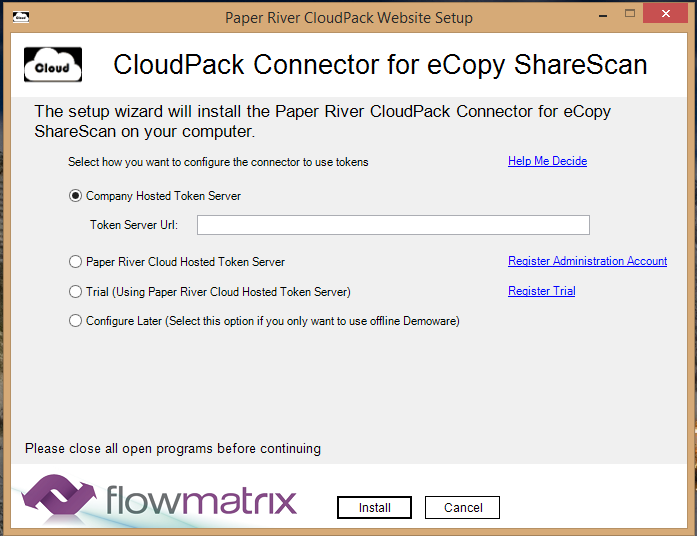 Paper River CloudPack Website Setup
Cloud
CloudPack Connector for eCopy ShareScan
The setup wizard will install the Paper River CloudPack Connector for eCopy
ShareScan on your computer.
Select how you want to configure the connector to use tokens
Help Me Decide
Company Hosted Token Server
Token Server Url:
Paper River Cloud Hosted Token Server
Register Administration Account
Trial (Using Paper River Cloud Hosted Token Server)
Register Trial
Configure Later (Select this option if you only want to use offline Demoware)
Please close all open programs before continuing
flowmatrix
Install
Cancel